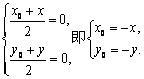 { (x₀ + x)/2 = 0, (y₀ + y)/2 = 0, 即 { x₀ = −x, y₀ = −y.